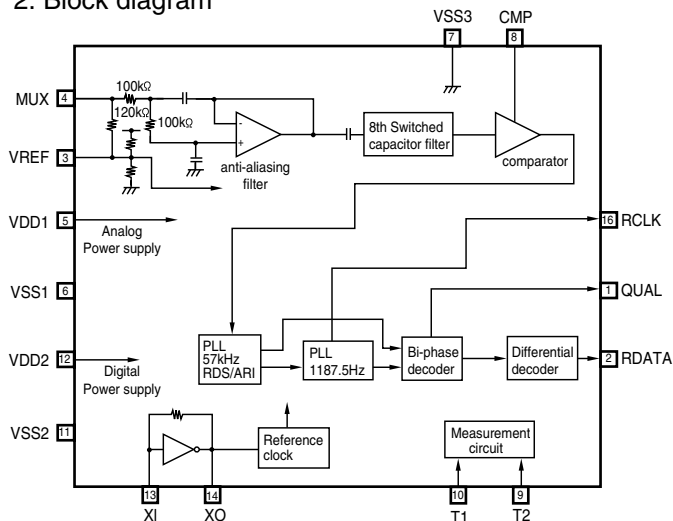 2. Block diagram
VSS3
CMP
7
8
MUX
4
100kΩ
120kΩ
100kΩ
-
+
anti-aliasing
filter
8th Switched
capacitor filter
comparator
VREF
3
VDD1
5
Analog
Power supply
16
RCLK
VSS1
6
1
QUAL
VDD2
12
Digital
Power supply
PLL
57kHz
RDS/ARI
PLL
1187.5Hz
Bi-phase
decoder
Differential
decoder
2
RDATA
VSS2
11
Reference
clock
Measurement
circuit
13
14
10
9
XI
XO
T1
T2